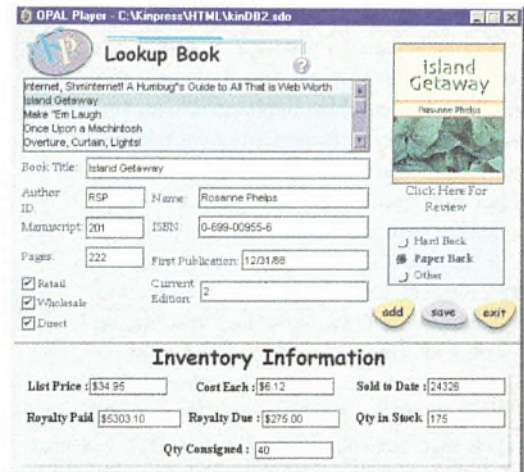 OPAL Player - C:\Kinpress\HTML\kinDB2.sdo
KP
Lookup Book
?
Internet, Shminternet! A Humbug"s Guide to All That is Web Worth
Island Getaway
Make "Em Laugh
Once Upon a Machintosh
Overture, Curtain, Lights!
island
Getaway
Rosanne Phelps
Click Here For
Review
Book Title: Island Getaway
Author ID: RSP Name: Rosanne Phelps
Manuscript: 201 ISBN: 0-699-00955-6
Pages: 222 First Publication: 12/31/88
Current Edition: 2
Retail
Wholesale
Direct
Hard Back
Paper Back
Other
add save exit
Inventory Information
List Price : $34.95 Cost Each : $6.12 Sold to Date : 24326
Royalty Paid $5303.10 Royalty Due : $275.00 Qty in Stock 175
Qty Consigned : 40